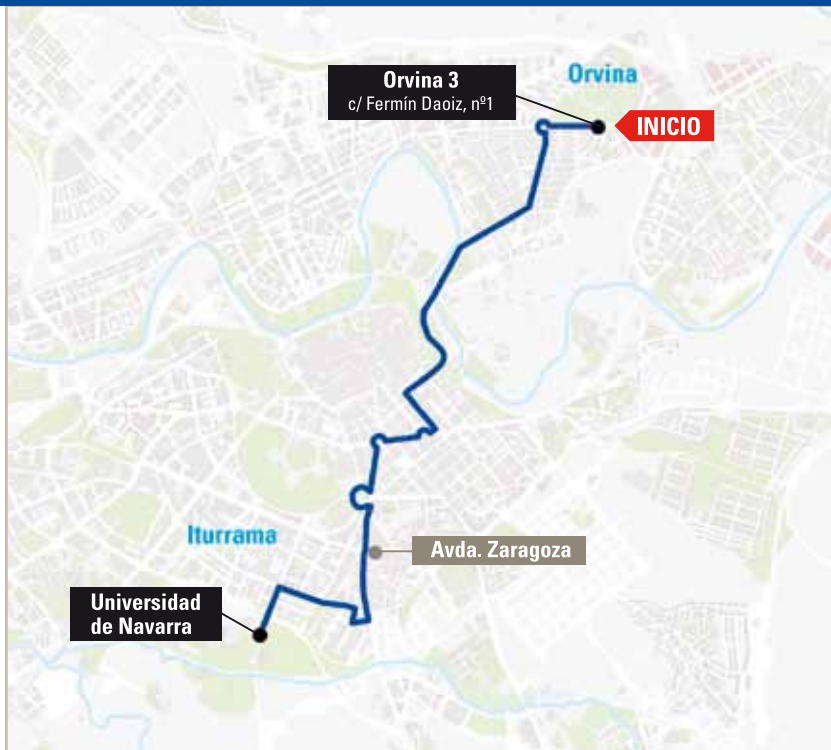 Orvina
Orvina 3
c/ Fermín Daoiz, nº1
INICIO
Iturrama
Avda. Zaragoza
Universidad
de Navarra